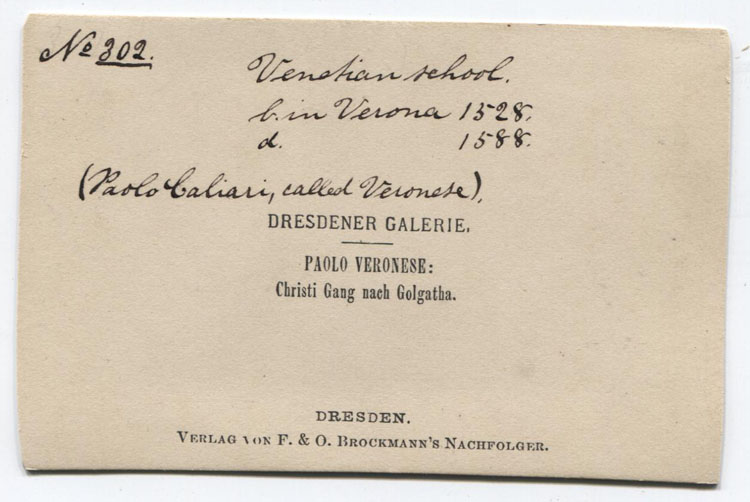 No 302.
Venetian school.
b. in Verona 1528.
d. 1588.
(Paolo Caliari, called Veronese),
DRESDENER GALERIE.
PAOLO VERONESE:
Christi Gang nach Golgatha.
DRESDEN.
VERLAG VON F. & O. BROCKMANN'S NACHFOLGER.